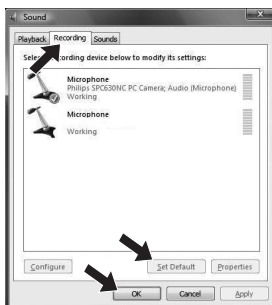 Sound
Playback Recording Sounds
Select a recording device below to modify its settings:
Microphone
Philips SPC630NC PC Camera; Audio (Microphone)
Working
Microphone
Working
Configure
Set Default
Properties
OK
Cancel
Apply